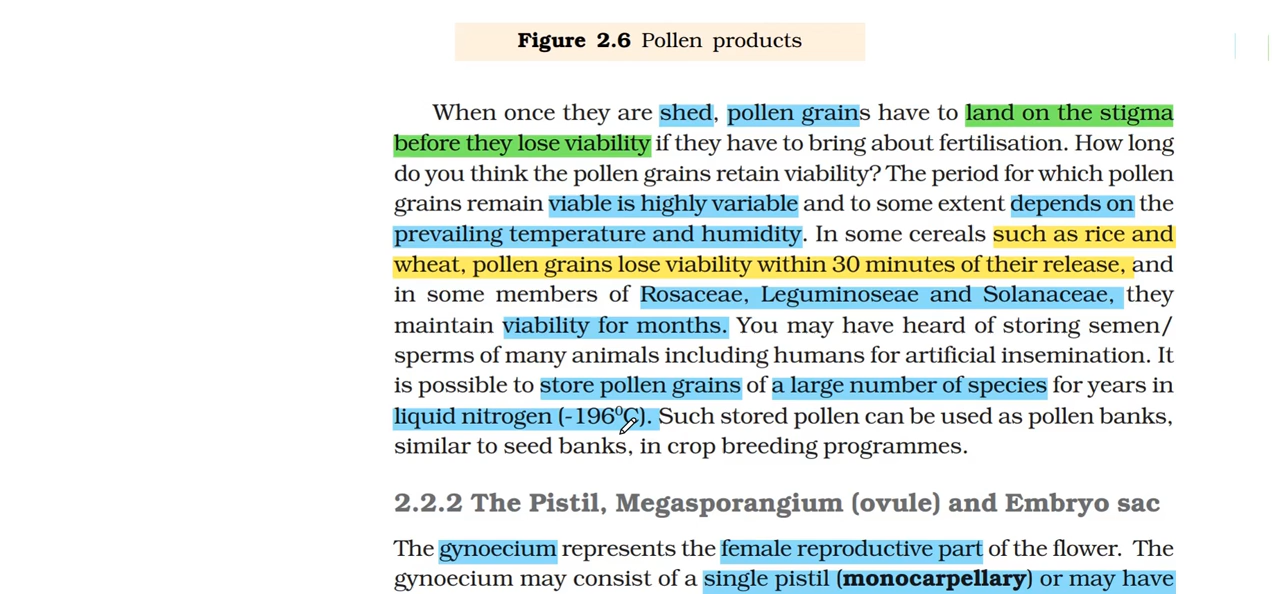 Figure 2.6 Pollen products
When once they are shed, pollen grains have to land on the stigma
before they lose viability if they have to bring about fertilisation. How long
do you think the pollen grains retain viability? The period for which pollen
grains remain viable is highly variable and to some extent depends on the
prevailing temperature and humidity. In some cereals such as rice and
wheat, pollen grains lose viability within 30 minutes of their release, and
in some members of Rosaceae, Leguminoseae and Solanaceae, they
maintain viability for months. You may have heard of storing semen/
sperms of many animals including humans for artificial insemination. It
is possible to store pollen grains of a large number of species for years in
liquid nitrogen (-196⁰C). Such stored pollen can be used as pollen banks,
similar to seed banks, in crop breeding programmes.
2.2.2 The Pistil, Megasporangium (ovule) and Embryo sac
The gynoecium represents the female reproductive part of the flower. The
gynoecium may consist of a single pistil (monocarpellary) or may have